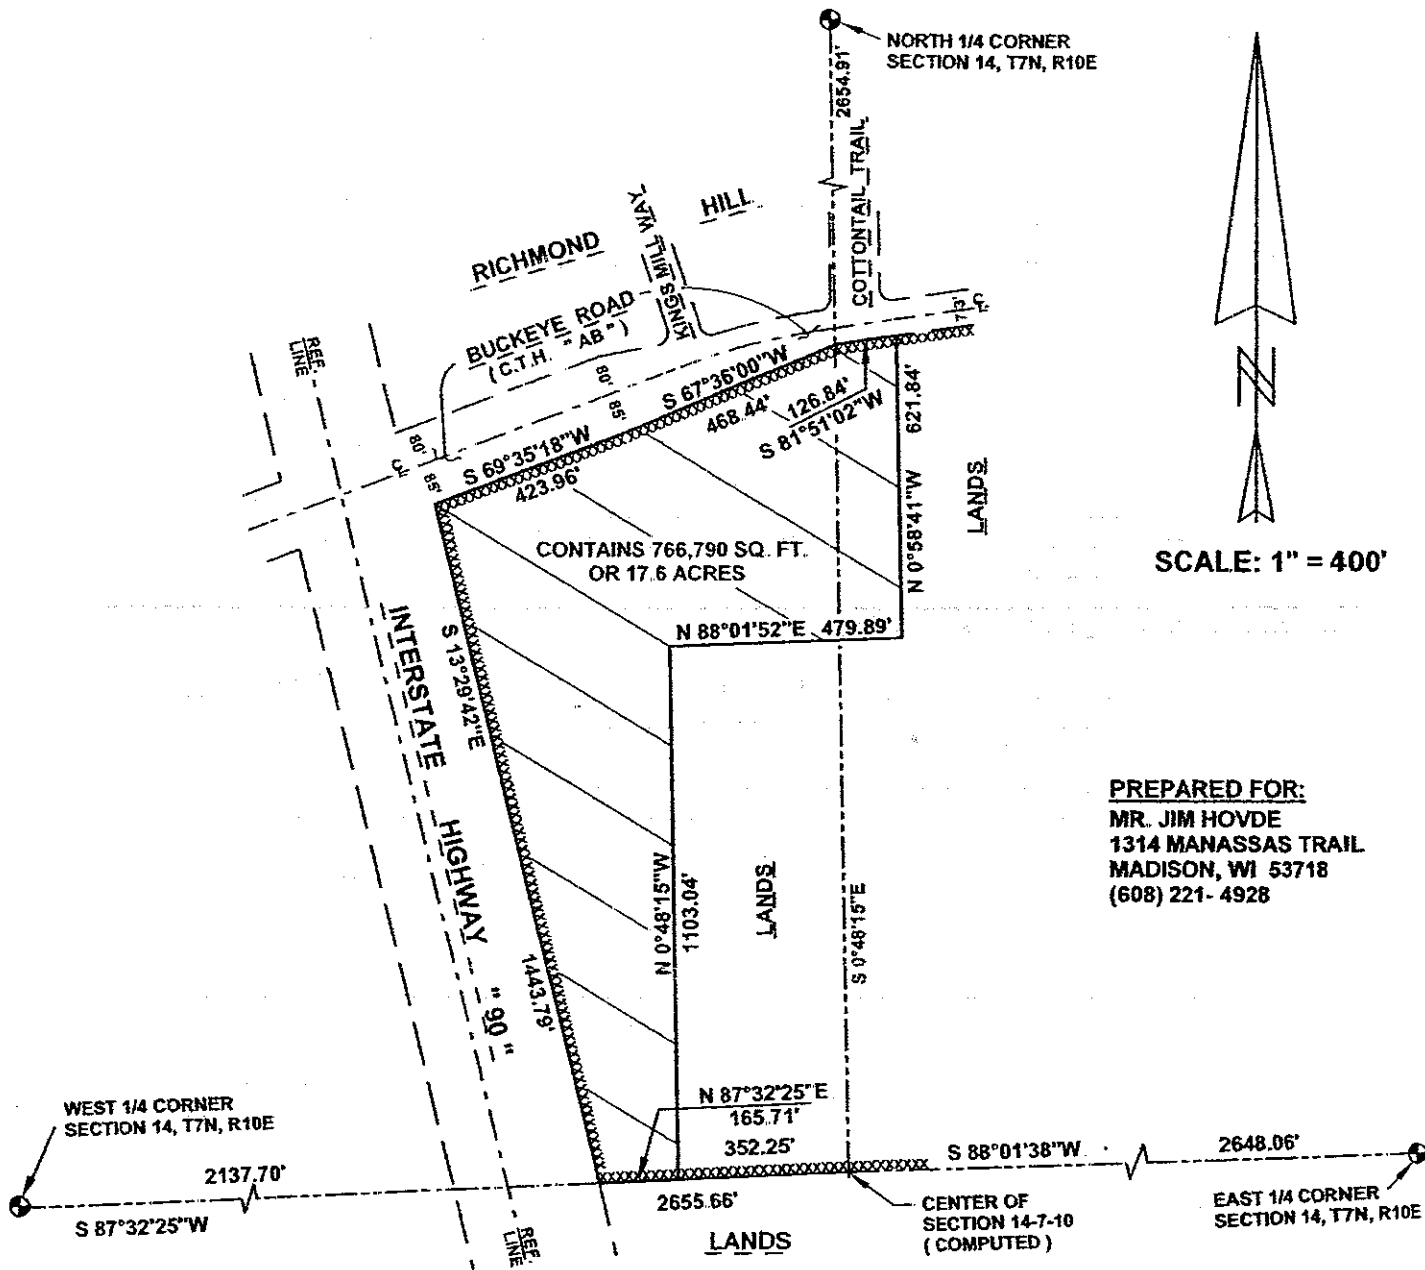 NORTH 1/4 CORNER
SECTION 14, T7N, R10E
2654.91'
COTTONTAIL TRAIL
HILL
KINGS MILL WAY
RICHMOND
BUCKEYE ROAD
(C.T.H. "AB")
REF.
LINE
73'
80'
85'
80'
85'
S 67°36'00"W
468.44'
126.84'
S 81°51'02"W
621.84'
N 0°58'41"W
LANDS
S 69°35'18"W
423.96'
N
SCALE: 1" = 400'
CONTAINS 766,790 SQ. FT.
OR 17.6 ACRES
N 88°01'52"E 479.89'
INTERSTATE HIGHWAY "90"
S 13°29'42"E
1443.79'
N 0°48'15"W
1103.04'
LANDS
S 0°48'15"E
PREPARED FOR:
MR. JIM HOVDE
1314 MANASSAS TRAIL
MADISON, WI 53718
(608) 221-4928
N 87°32'25"E
165.71'
352.25'
WEST 1/4 CORNER
SECTION 14, T7N, R10E
2137.70'
S 87°32'25"W
2655.66'
S 88°01'38"W
2648.06'
CENTER OF
SECTION 14-7-10
(COMPUTED)
EAST 1/4 CORNER
SECTION 14, T7N, R10E
REF.
LINE
LANDS